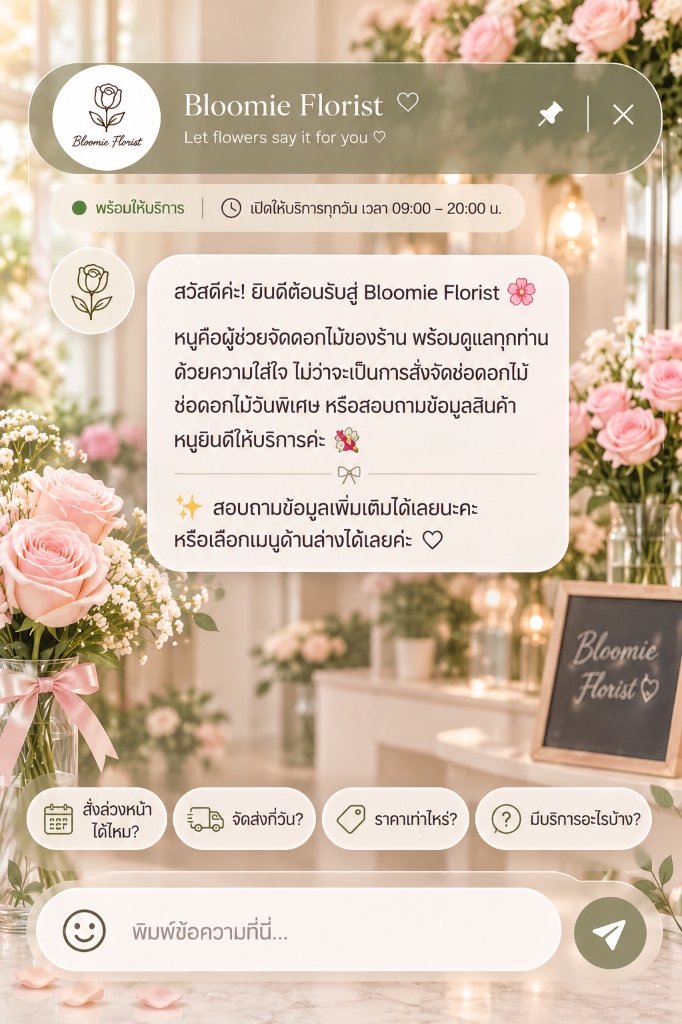 Bloomie Florist
Bloomie Florist ♡
Let flowers say it for you ♡
พร้อมให้บริการ
เปิดให้บริการทุกวัน เวลา 09:00 – 20:00 น.
สวัสดีค่ะ! ยินดีต้อนรับสู่ Bloomie Florist 🌸
หนูคือผู้ช่วยจัดดอกไม้ของร้าน พร้อมดูแลทุกท่าน
ด้วยความใส่ใจ ไม่ว่าจะเป็นการสั่งจัดช่อดอกไม้
ช่อดอกไม้วันพิเศษ หรือสอบถามข้อมูลสินค้า
หนูยินดีให้บริการค่ะ 💐
✨ สอบถามข้อมูลเพิ่มเติมได้เลยนะคะ
หรือเลือกเมนูด้านล่างได้เลยค่ะ ♡
Bloomie
Florist ♡
สั่งล่วงหน้า
ได้ไหม?
จัดส่งกี่วัน?
ราคาเท่าไหร่?
มีบริการอะไรบ้าง?
พิมพ์ข้อความที่นี่...